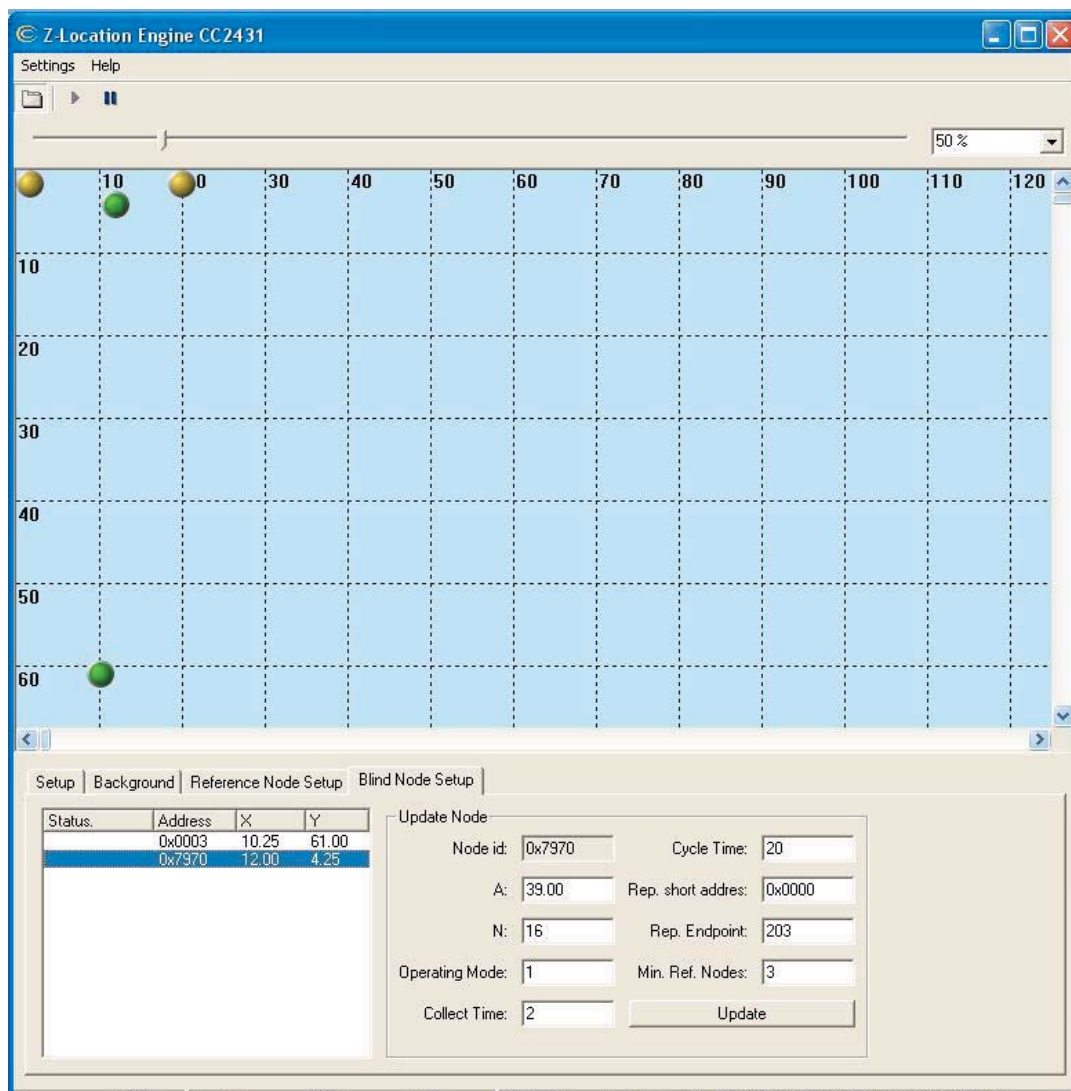 Z-Location Engine CC2431
Settings Help
50 %
10 0 30 40 50 60 70 80 90 100 110 120
10
20
30
40
50
60
Setup Background Reference Node Setup Blind Node Setup
Status. Address X Y
0x0003 10.25 61.00
0x7970 12.00 4.25
Update Node
Node id: 0x7970 Cycle Time: 20
A: 39.00 Rep. short addres: 0x0000
N: 16 Rep. Endpoint: 203
Operating Mode: 1 Min. Ref. Nodes: 3
Collect Time: 2 Update